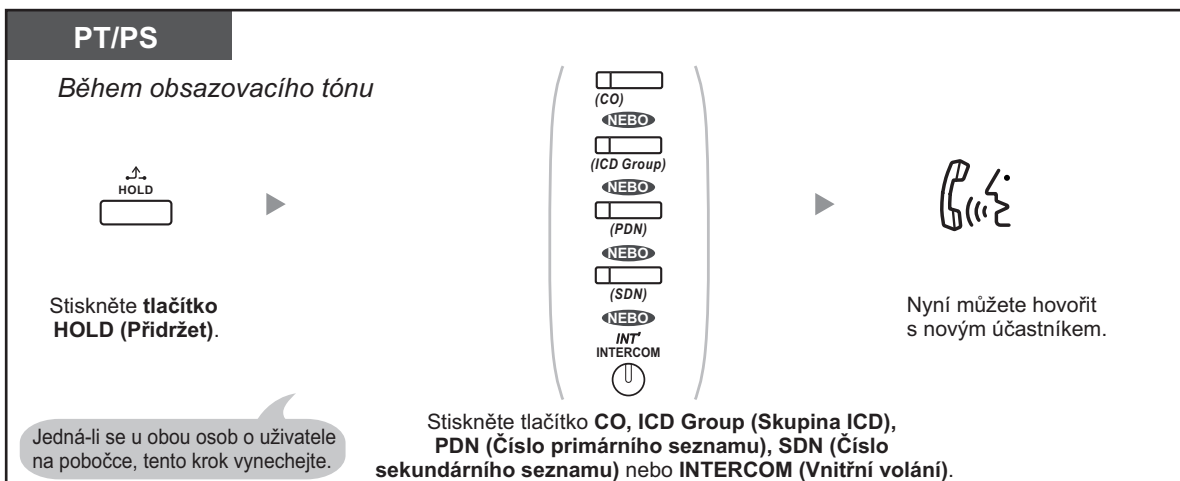 PT/PS
Během obsazovacího tónu
HOLD
Stiskněte tlačítko
HOLD (Přidržet).
Jedná-li se u obou osob o uživatele
na pobočce, tento krok vynechejte.
(CO)
NEBO
(ICD Group)
NEBO
(PDN)
NEBO
(SDN)
NEBO
INT'
INTERCOM
Stiskněte tlačítko CO, ICD Group (Skupina ICD),
PDN (Číslo primárního seznamu), SDN (Číslo
sekundárního seznamu) nebo INTERCOM (Vnitřní volání).
Nyní můžete hovořit
s novým účastníkem.